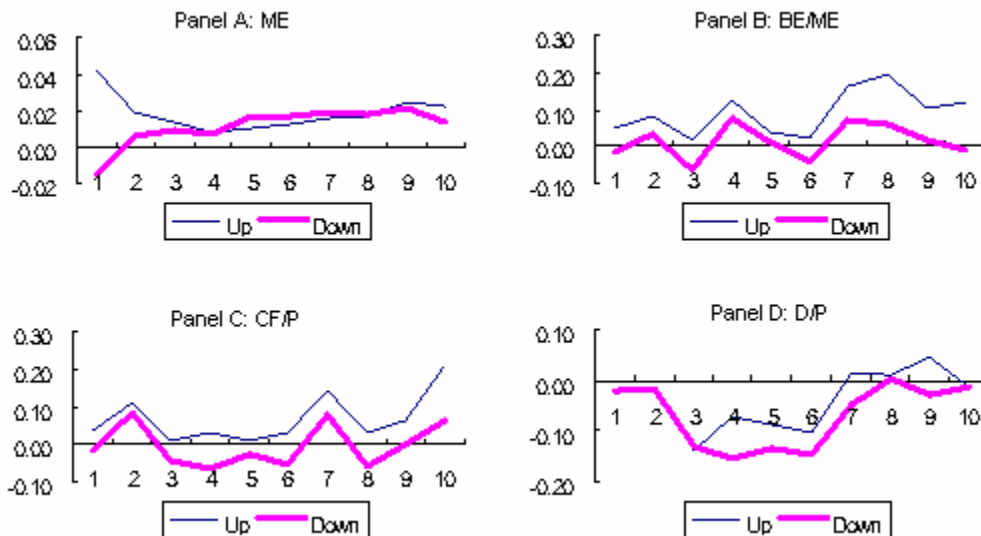 Panel A: ME
0.06
0.04
0.02
0.00
-0.02
1 2 3 4 5 6 7 8 9 10
Up Down
Panel B: BE/ME
0.30
0.20
0.10
0.00
-0.10
1 2 3 4 5 6 7 8 9 10
Up Down
Panel C: CF/P
0.30
0.20
0.10
0.00
-0.10
1 2 3 4 5 6 7 8 9 10
Up Down
Panel D: D/P
0.10
0.00
-0.10
-0.20
1 2 3 4 5 6 7 8 9 10
Up Down